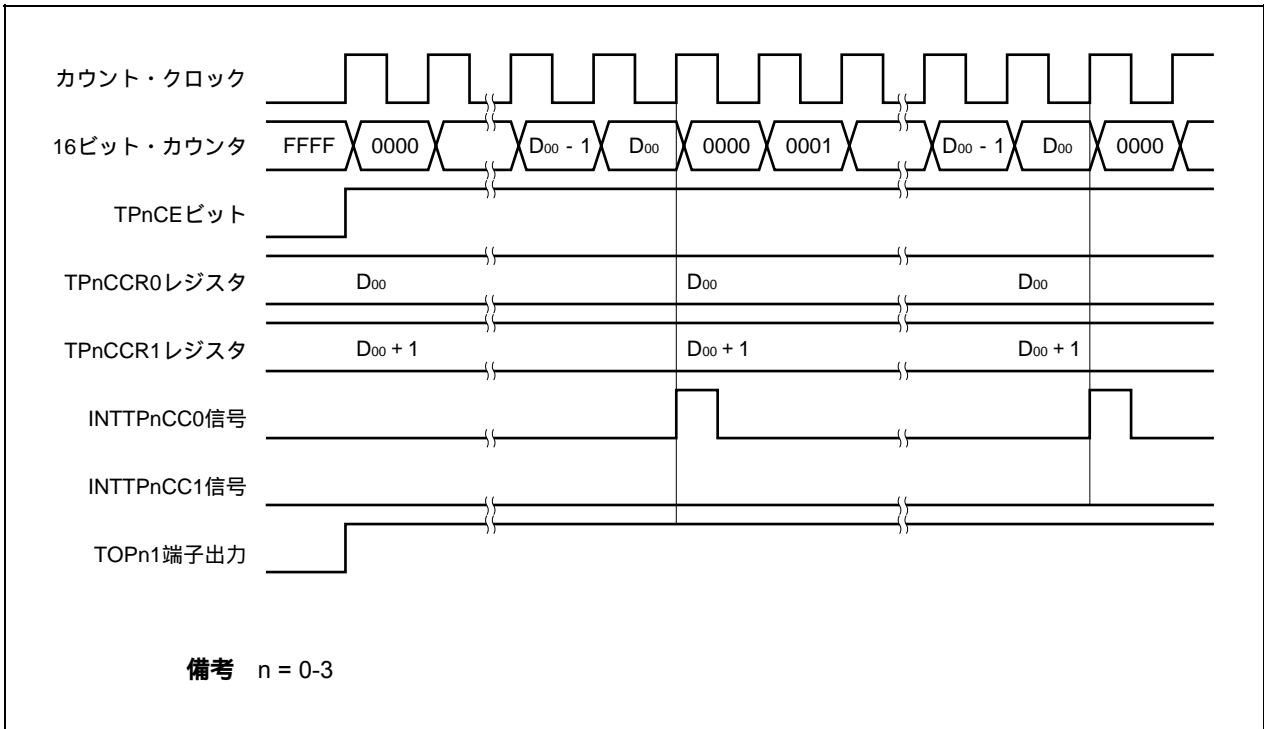 カウント・クロック
16ビット・カウンタ FFFF 0000 D00 - 1 D00 0000 0001 D00 - 1 D00 0000
TPnCEビット
TPnCCR0レジスタ D00 D00 D00
TPnCCR1レジスタ D00 + 1 D00 + 1 D00 + 1
INTTPnCC0信号
INTTPnCC1信号
TOPn1端子出力
備考 n = 0-3